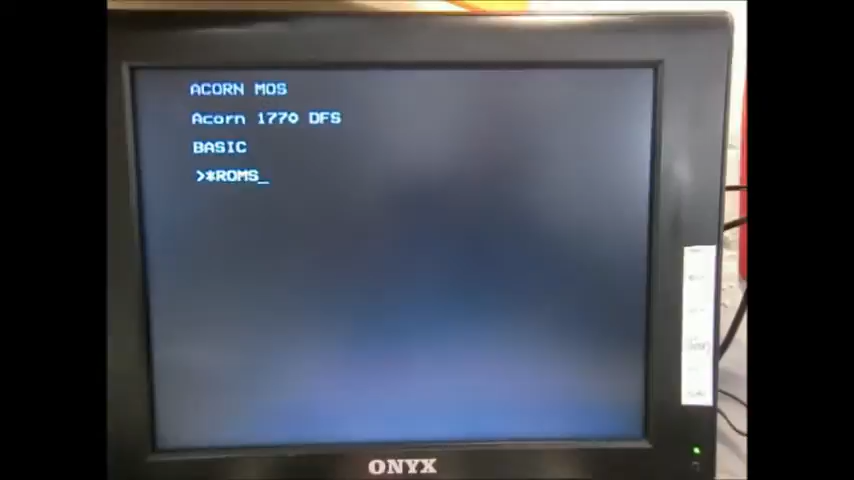 ACORN MOS
Acorn 1770 DFS
BASIC
>*ROMS_
ONYX